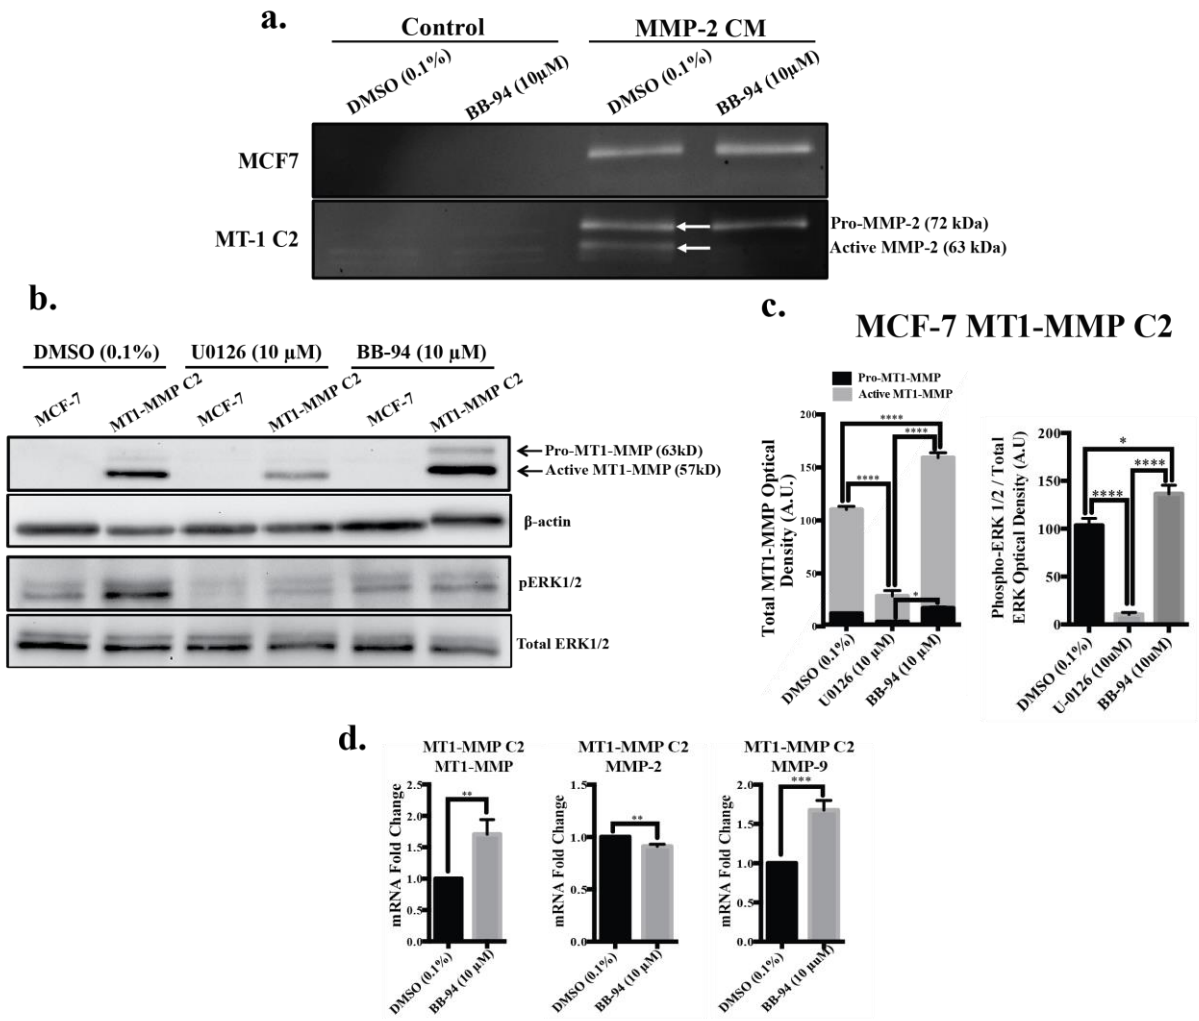 a.
Control
MMP-2 CM
DMSO (0.1%)
BB-94 (10μM)
DMSO (0.1%)
BB-94 (10μM)
MCF7
MT-1 C2
Pro-MMP-2 (72 kDa)
Active MMP-2 (63 kDa)
b.
DMSO (0.1%)
U0126 (10 μM)
BB-94 (10 μM)
MCF-7
MT1-MMP C2
MCF-7
MT1-MMP C2
MCF-7
MT1-MMP C2
Pro-MT1-MMP (63kD)
Active MT1-MMP (57kD)
β-actin
pERK1/2
Total ERK1/2
c.
MCF-7 MT1-MMP C2
Pro-MT1-MMP
Active MT1-MMP
Total MT1-MMP Optical
Density (A.U.)
200
150
100
50
0
****
****
****
*
DMSO (0.1%)
U0126 (10 μM)
BB-94 (10 μM)
Phospho-ERK 1/2 / Total
ERK Optical Density (A.U)
200
150
100
50
0
*
****
****
DMSO (0.1%)
U-0126 (10uM)
BB-94 (10uM)
d.
MT1-MMP C2
MT1-MMP
mRNA Fold Change
2.5
2.0
1.5
1.0
0.5
0.0
**
DMSO (0.1%)
BB-94 (10 μM)
MT1-MMP C2
MMP-2
mRNA Fold Change
1.5
1.0
0.5
0.0
**
DMSO (0.1%)
BB-94 (10 μM)
MT1-MMP C2
MMP-9
mRNA Fold Change
2.0
1.5
1.0
0.5
0.0
***
DMSO (0.1%)
BB-94 (10 μuM)